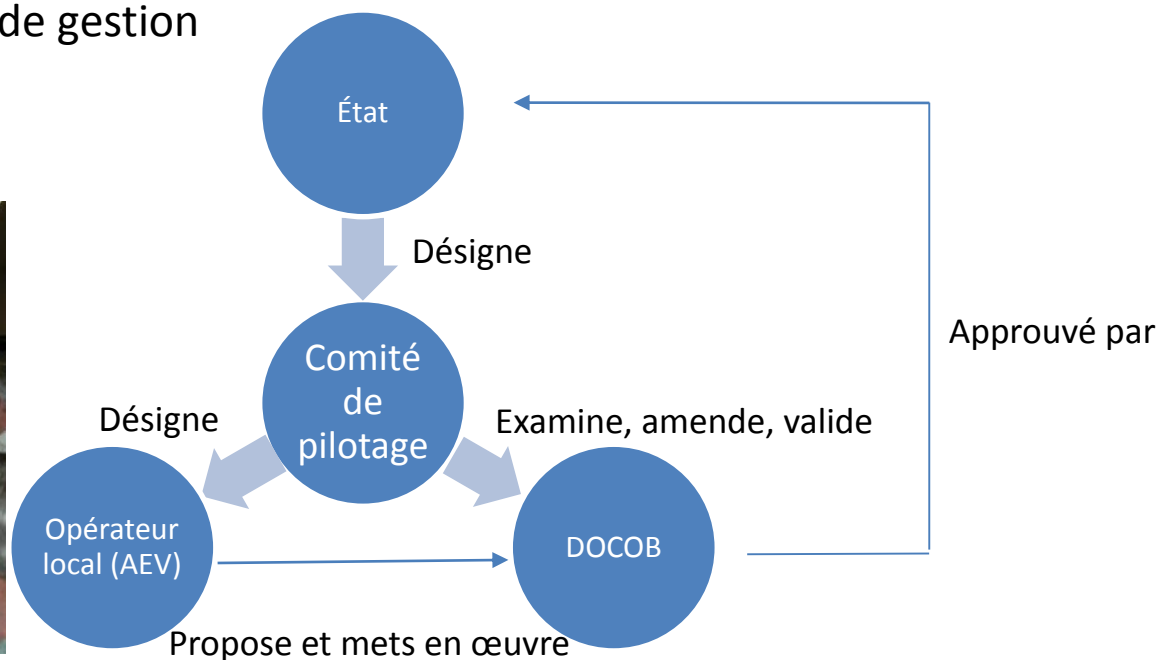 de gestion
État
Désigne
Approuvé par
Comité
de
pilotage
Désigne
Examine, amende, valide
Opérateur
local (AEV)
DOCOB
Propose et mets en œuvre